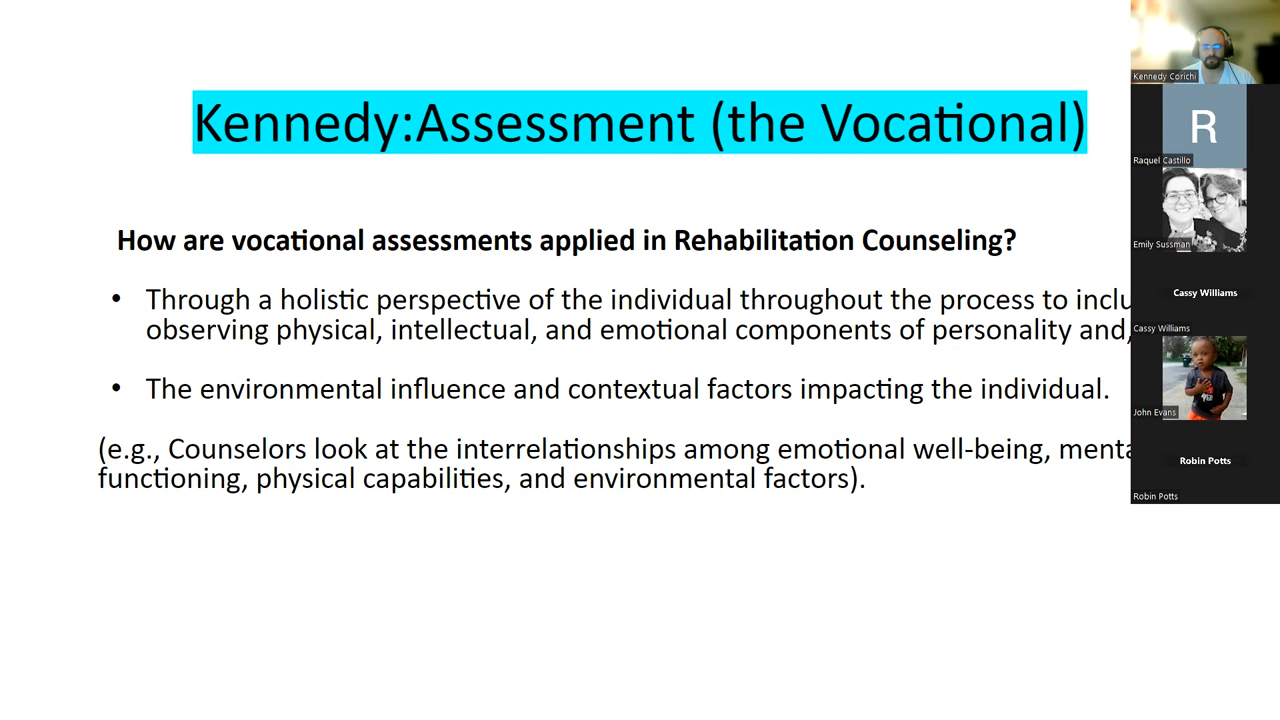 Kennedy:Assessment (the Vocational)
How are vocational assessments applied in Rehabilitation Counseling?
• Through a holistic perspective of the individual throughout the process to
observing physical, intellectual, and emotional components of personality and,
• The environmental influence and contextual factors impacting the individual.
(e.g., Counselors look at the interrelationships among emotional well-being,
functioning, physical capabilities, and environmental factors).
Kennedy Corichi
R
Raquel Castillo
Emily Sussman
Cassy Williams
Cassy Williams
John Evans
Robin Potts
Robin Potts